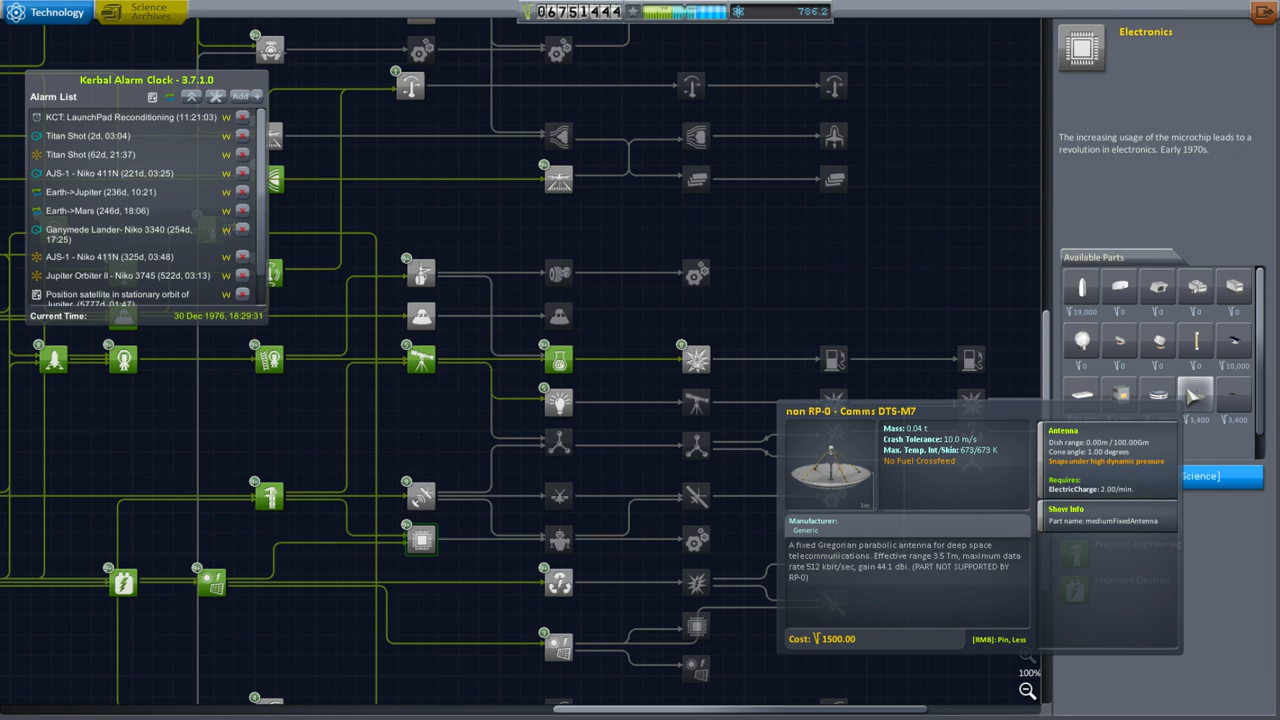 Technology
Science
Archives
06751444
786.2
Electronics
Kerbal Alarm Clock - 3.7.1.0
Alarm List
Add
+
KCT: LaunchPad Reconditioning (11:21:03) W
Titan Shot (2d, 03:04) W
Titan Shot (62d, 21:37) W
AJS-1 - Niko 411N (221d, 03:25) W
Earth->Jupiter (236d, 10:21) W
Earth->Mars (246d, 18:06) W
Ganymede Lander- Niko 3340 (254d,
17:25) W
AJS-1 - Niko 411N (325d, 03:48) W
Jupiter Orbiter II - Niko 3745 (522d, 03:13) W
Position satellite in stationary orbit of
Jupiter. (5777d, 01:47) W
Current Time: 30 Dec 1976, 18:29:31
The increasing usage of the microchip leads to a
revolution in electronics. Early 1970s.
Available Parts
19,000 0 0 0 0
0 0 0 0 10,000
3,400 3,400
Science]
non RP-0 - Comms DTS-M7
Mass: 0.04 t
Crash Tolerance: 10.0 m/s
Max. Temp. Int/Skin: 673/673 K
No Fuel Crossfeed
1m
Manufacturer:
Generic
A fixed Gregorian parabolic antenna for deep space
telecommunications. Effective range 3.5 Tm, maximum data
rate 512 kbit/sec, gain 44.1 dbi. (PART NOT SUPPORTED BY
RP-0)
Cost: 1500.00
[RMB]: Pin, Less
Antenna
Dish range: 0.00m / 100.00Gm
Cone angle: 1.00 degrees
Snaps under high dynamic pressure
Requires:
ElectricCharge: 2.00/min.
Show Info
Part name: mediumFixedAntenna
Precision Engineering
Improved Electrics
100%